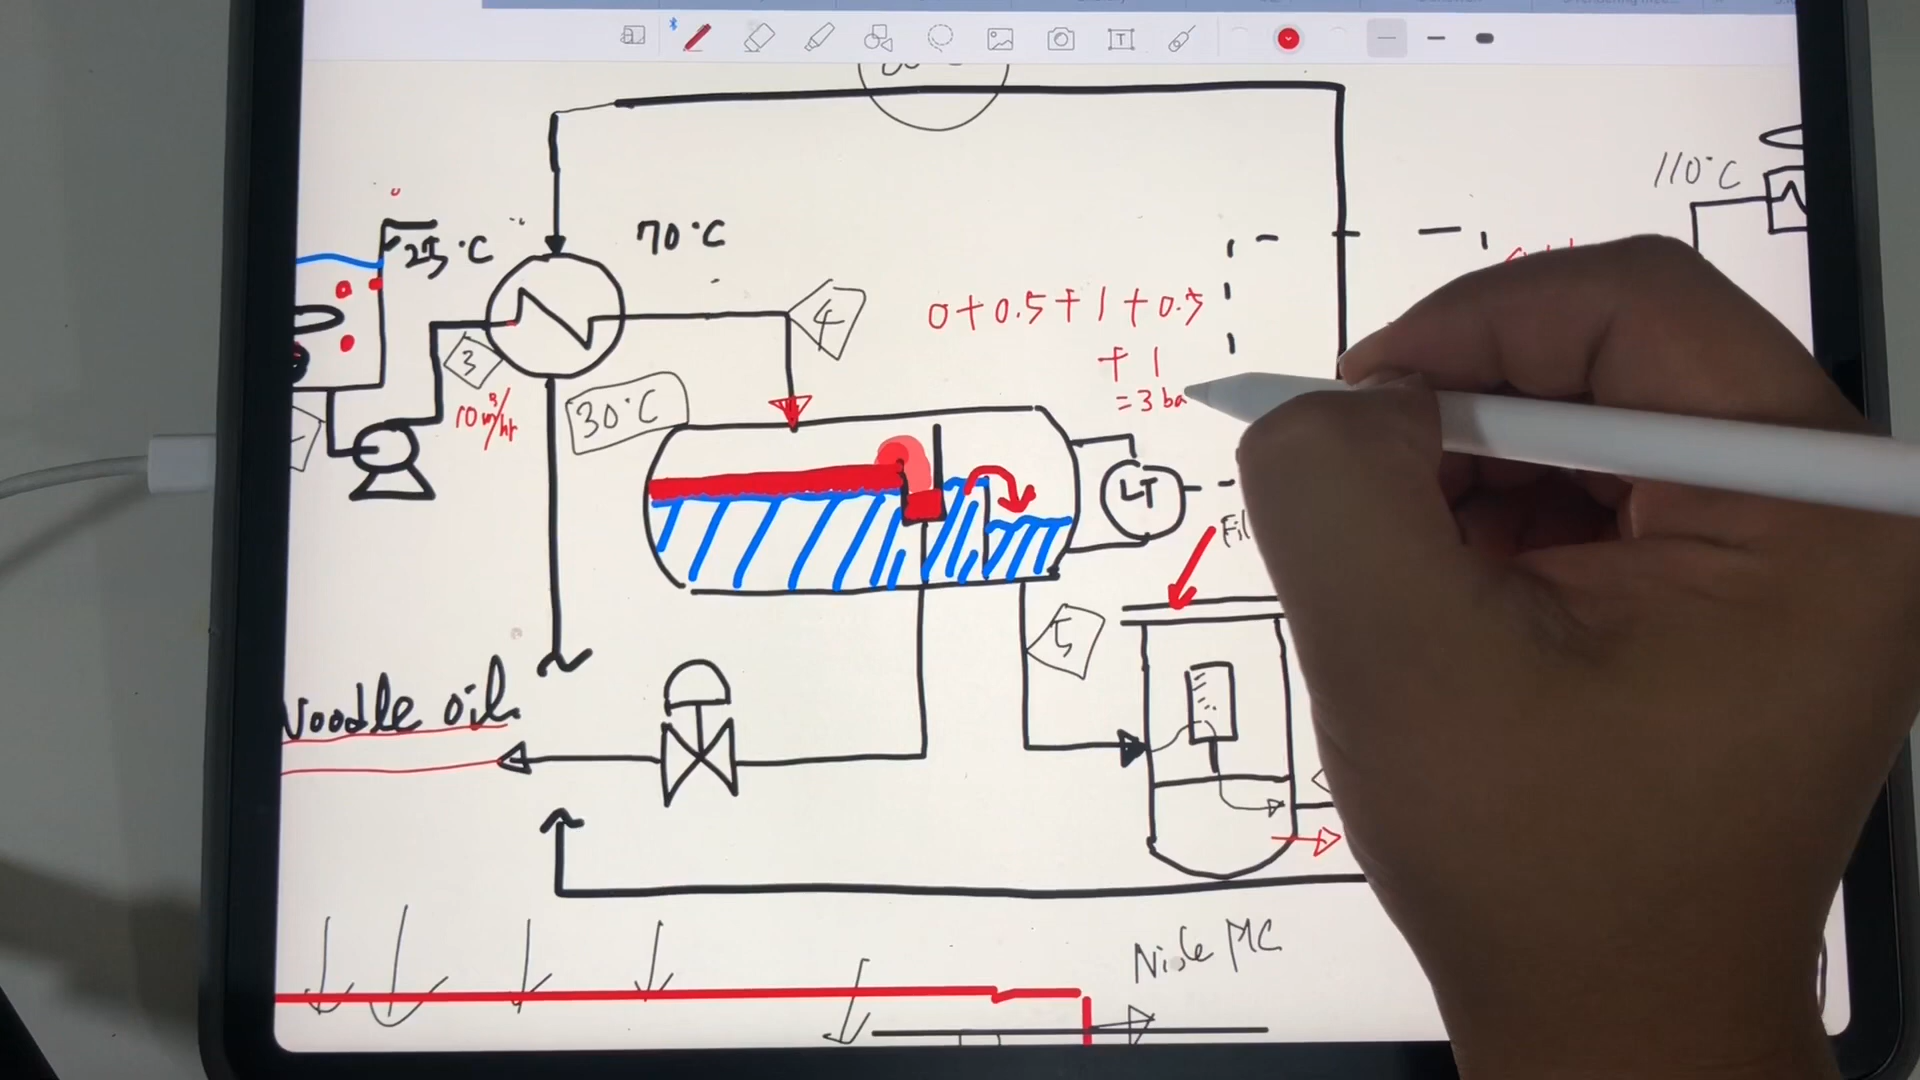 110°C
25°C
70°C
4
0+0.5+1+0.5
+ 1
= 3 ba
3
10 m³/hr
30°C
LT
Fil
5
Noodle oil
MC